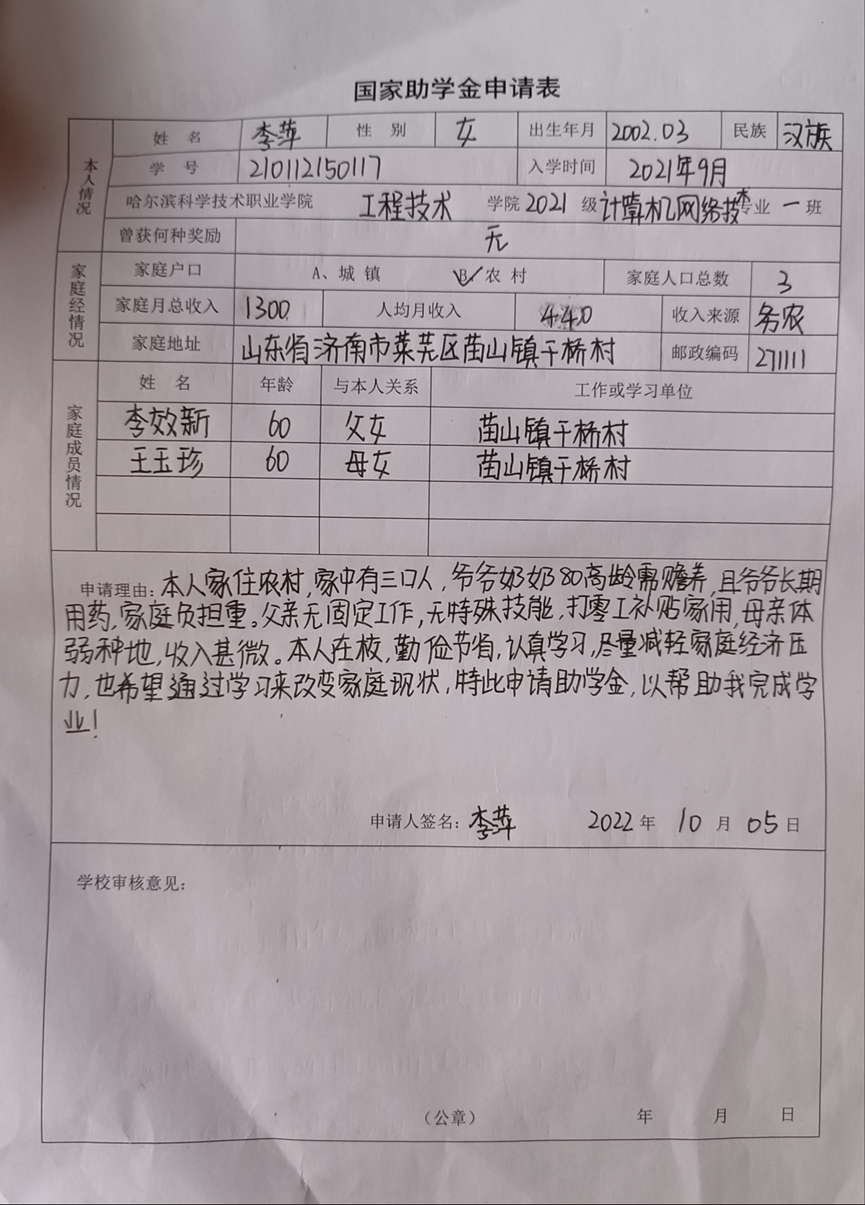 国家助学金申请表
本人情况
姓 名 李萍 性 别 女 出生年月 2002.03 民族 汉族
学 号 210112150117 入学时间 2021年9月
哈尔滨科学技术职业学院 工程技术 学院 2021 级 计算机网络技术 专业 一 班
曾获何种奖励 无
家庭经情况
家庭户口 A、城 镇 B、✓农 村 家庭人口总数 3
家庭月总收入 1300 人均月收入 440 收入来源 务农
家庭地址 山东省济南市莱芜区苗山镇干桥村 邮政编码 271111
家庭成员情况
姓 名 年龄 与本人关系 工作或学习单位
李效新 60 父女 苗山镇干桥村
王玉珍 60 母女 苗山镇干桥村
申请理由:本人家住农村,家中有三口人,爷爷奶奶80高龄需赡养,且爷爷长期
用药,家庭负担重。父亲无固定工作,无特殊技能,打零工补贴家用,母亲体
弱种地,收入甚微。本人在校,勤俭节省,认真学习,尽量减轻家庭经济压
力,也希望通过学习来改变家庭现状,特此申请助学金,以帮助我完成学
业!
申请人签名:李萍 2022 年 10 月 05 日
学校审核意见:
(公章) 年 月 日